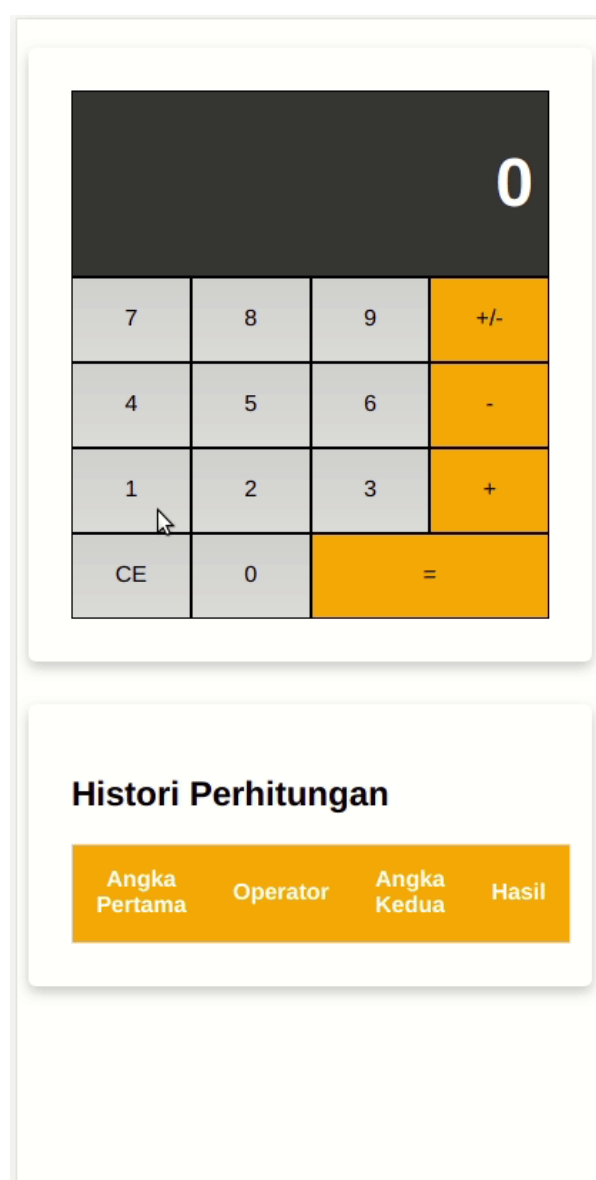 0
7 8 9 +/-
4 5 6 -
1 2 3 +
CE 0 =
Histori Perhitungan
Angka Pertama Operator Angka Kedua Hasil